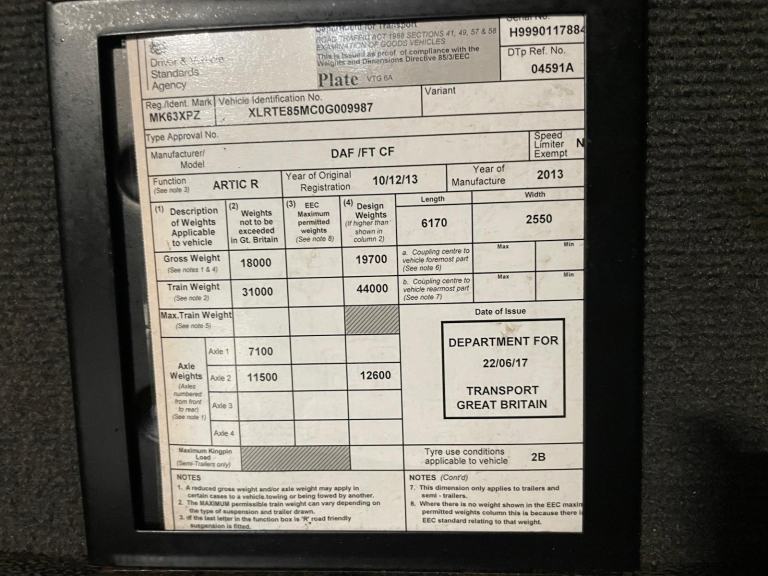 Department for Transport
Serial No.
ROAD TRAFFIC ACT 1988 SECTIONS 41, 49, 57 & 58
EXAMINATION OF GOODS VEHICLES
H9990117884
Driver & Vehicle
Standards
Agency
This is issued as proof of compliance with the
Weights and Dimensions Directive 85/3/EEC
Plate VTG 6A
DTp Ref. No.
04591A
Reg./Ident. Mark
MK63XPZ
Vehicle Identification No.
XLRTE85MC0G009987
Variant
Type Approval No.
Manufacturer/
Model
DAF /FT CF
Speed
Limiter
Exempt
N
Function
(See note 3)
ARTIC R
Year of Original
Registration
10/12/13
Year of
Manufacture
2013
(1) Description
of Weights
Applicable
to vehicle
(2) Weights
not to be
exceeded
in Gt. Britain
(3) EEC
Maximum
permitted
weights
(See note 8)
(4) Design
Weights
(If higher than
shown in
column 2)
Length
6170
Width
2550
Gross Weight
(See notes 1 & 4)
18000
19700
a. Coupling centre to
vehicle foremost part
(See note 6)
Max
Min
Train Weight
(See note 2)
31000
44000
b. Coupling centre to
vehicle rearmost part
(See note 7)
Max
Min
Max.Train Weight
(See note 5)
Date of Issue
DEPARTMENT FOR
22/06/17
TRANSPORT
GREAT BRITAIN
Axle
Weights
(Axles
numbered
from front
to rear)
(See note 1)
Axle 1
7100
Axle 2
11500
12600
Axle 3
Axle 4
Maximum Kingpin
Load
(Semi-Trailers only)
Tyre use conditions
applicable to vehicle
2B
NOTES
1. A reduced gross weight and/or axle weight may apply in
certain cases to a vehicle towing or being towed by another.
2. The MAXIMUM permissible train weight can vary depending on
the type of suspension and trailer drawn.
3. If the last letter in the function box is "R" road friendly
suspension is fitted.
NOTES (Cont'd)
7. This dimension only applies to trailers and
semi - trailers.
8. Where there is no weight shown in the EEC maxim
permitted weights column this is because there i
EEC standard relating to that weight.